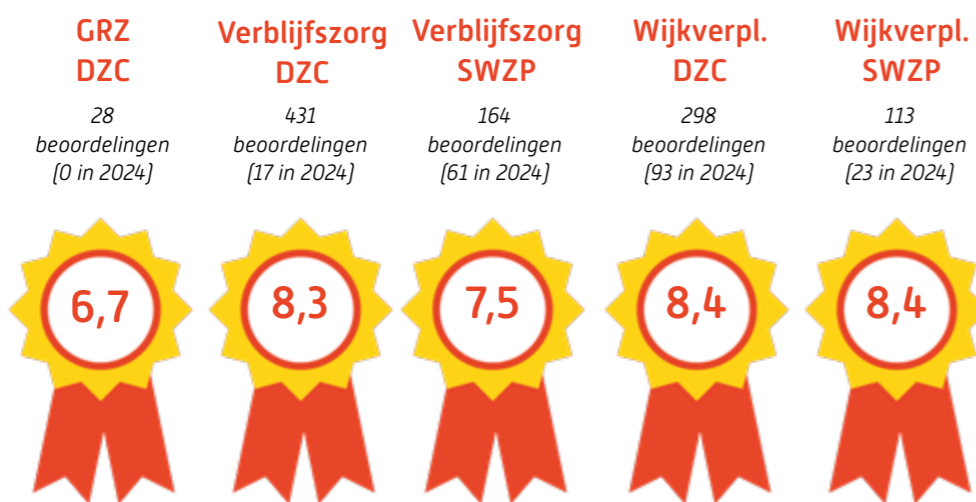 GRZ
DZC
28
beoordelingen
(0 in 2024)
6,7
Verblijfszorg
DZC
431
beoordelingen
(17 in 2024)
8,3
Verblijfszorg
SWZP
164
beoordelingen
(61 in 2024)
7,5
Wijkverpl.
DZC
298
beoordelingen
(93 in 2024)
8,4
Wijkverpl.
SWZP
113
beoordelingen
(23 in 2024)
8,4